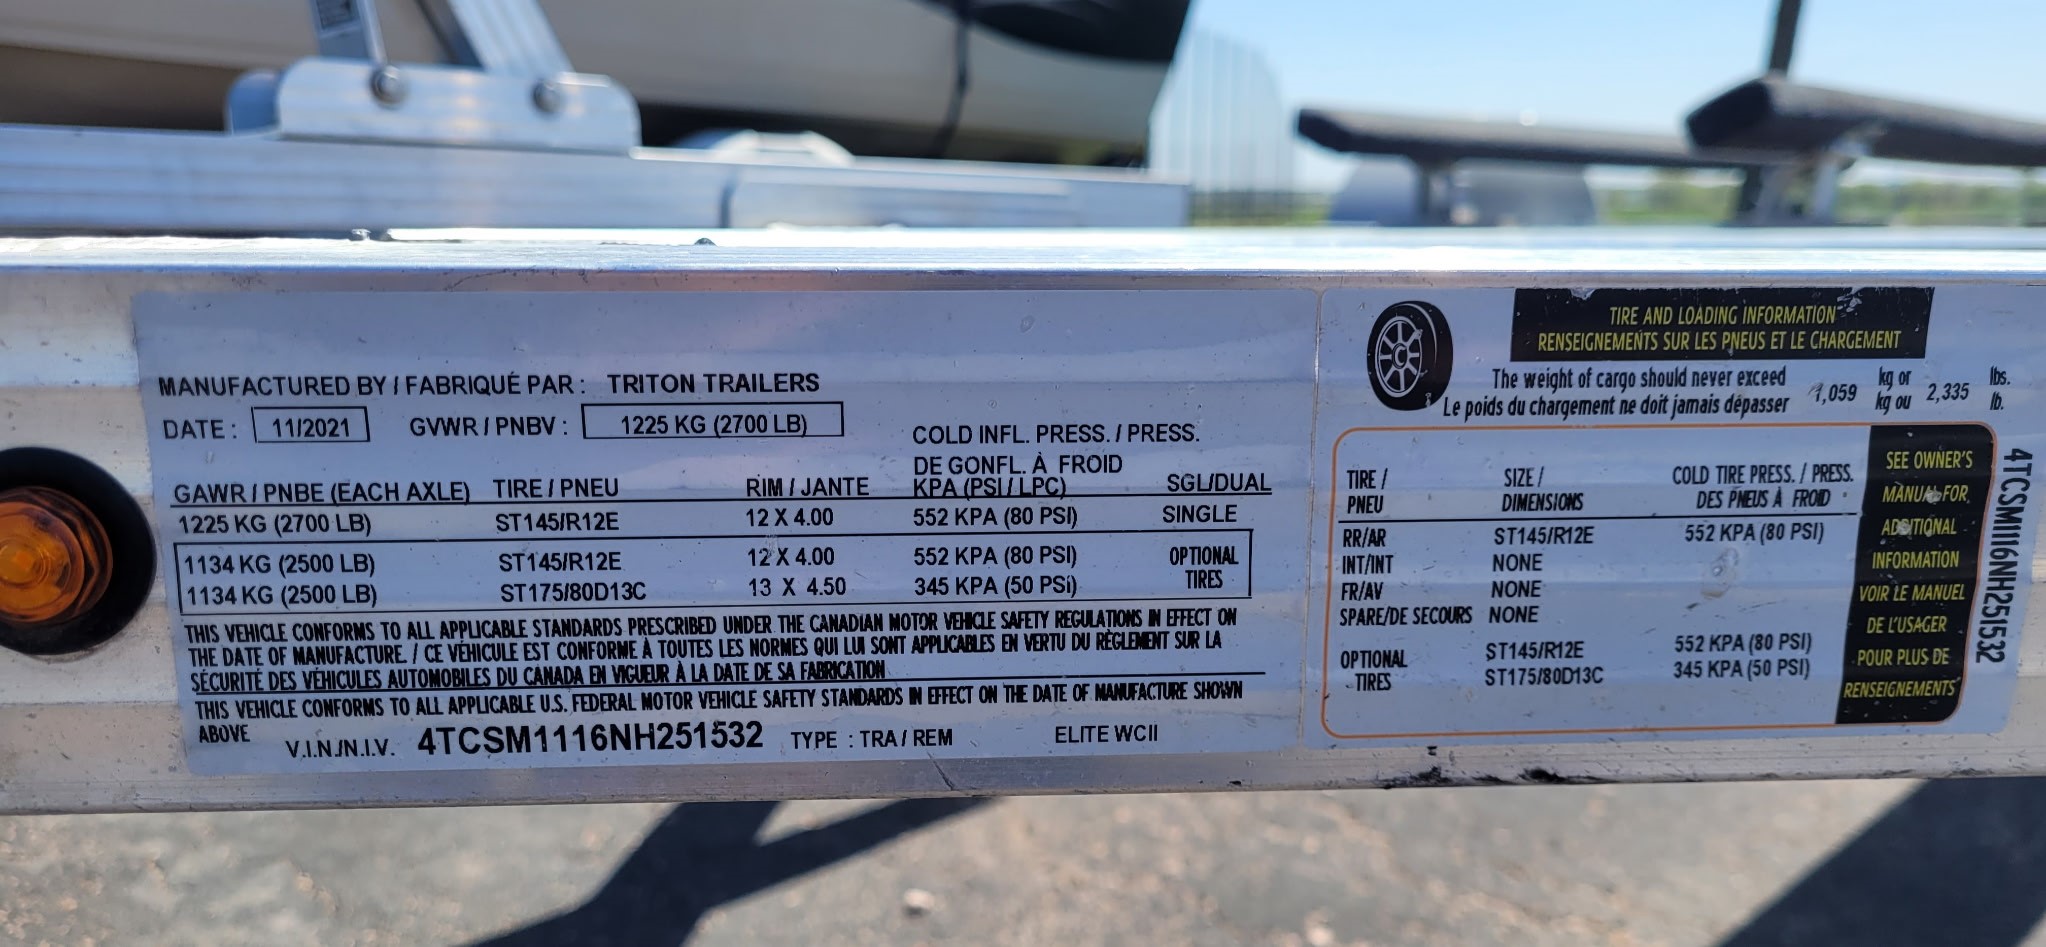 MANUFACTURED BY / FABRIQUÉ PAR : TRITON TRAILERS
DATE : 11/2021 GVWR / PNBV : 1225 KG (2700 LB)
COLD INFL. PRESS. / PRESS.
DE GONFL. À FROID
GAWR / PNBE (EACH AXLE) TIRE / PNEU RIM / JANTE KPA (PSI / LPC) SGL/DUAL
1225 KG (2700 LB) ST145/R12E 12 X 4.00 552 KPA (80 PSI) SINGLE
1134 KG (2500 LB) ST145/R12E 12 X 4.00 552 KPA (80 PSI) OPTIONAL
1134 KG (2500 LB) ST175/80D13C 13 X 4.50 345 KPA (50 PSi) TIRES
THIS VEHICLE CONFORMS TO ALL APPLICABLE STANDARDS PRESCRIBED UNDER THE CANADIAN MOTOR VEHICLE SAFETY REGULATIONS IN EFFECT ON
THE DATE OF MANUFACTURE. / CE VÉHICULE EST CONFORME À TOUTES LES NORMES QUI LUI SONT APPLICABLES EN VERTU DU RÈGLEMENT SUR LA
SÉCURITÉ DES VÉHICULES AUTOMOBILES DU CANADA EN VIGUEUR À LA DATE DE SA FABRICATION
THIS VEHICLE CONFORMS TO ALL APPLICABLE U.S. FEDERAL MOTOR VEHICLE SAFETY STANDARDS IN EFFECT ON THE DATE OF MANUFACTURE SHOWN
ABOVE
V.I.N./N.I.V. 4TCSM1116NH251532 TYPE : TRA / REM ELITE WCII
TIRE AND LOADING INFORMATION
RENSEIGNEMENTS SUR LES PNEUS ET LE CHARGEMENT
The weight of cargo should never exceed kg or lbs.
1,059 2,335
Le poids du chargement ne doit jamais dépasser kg ou lb.
TIRE / SIZE / COLD TIRE PRESS. / PRESS.
PNEU DIMENSIONS DES PNEUS À FROID
RR/AR ST145/R12E 552 KPA (80 PSI)
INT/INT NONE
FR/AV NONE
SPARE/DE SECOURS NONE
OPTIONAL ST145/R12E 552 KPA (80 PSI)
TIRES ST175/80D13C 345 KPA (50 PSI)
SEE OWNER'S
MANUAL FOR
ADDITIONAL
INFORMATION
VOIR LE MANUEL
DE L'USAGER
POUR PLUS DE
RENSEIGNEMENTS
4TCSM1116NH251532